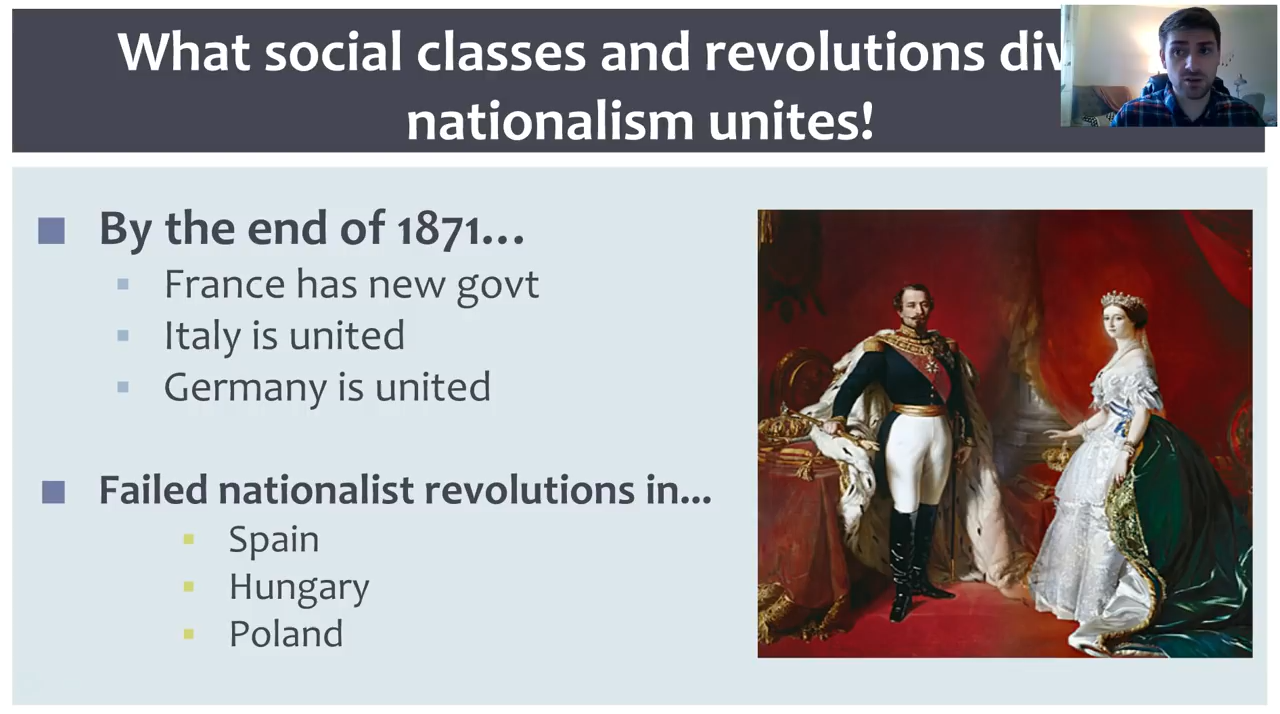 What social classes and revolutions div
nationalism unites!
By the end of 1871...
France has new govt
Italy is united
Germany is united
Failed nationalist revolutions in...
Spain
Hungary
Poland